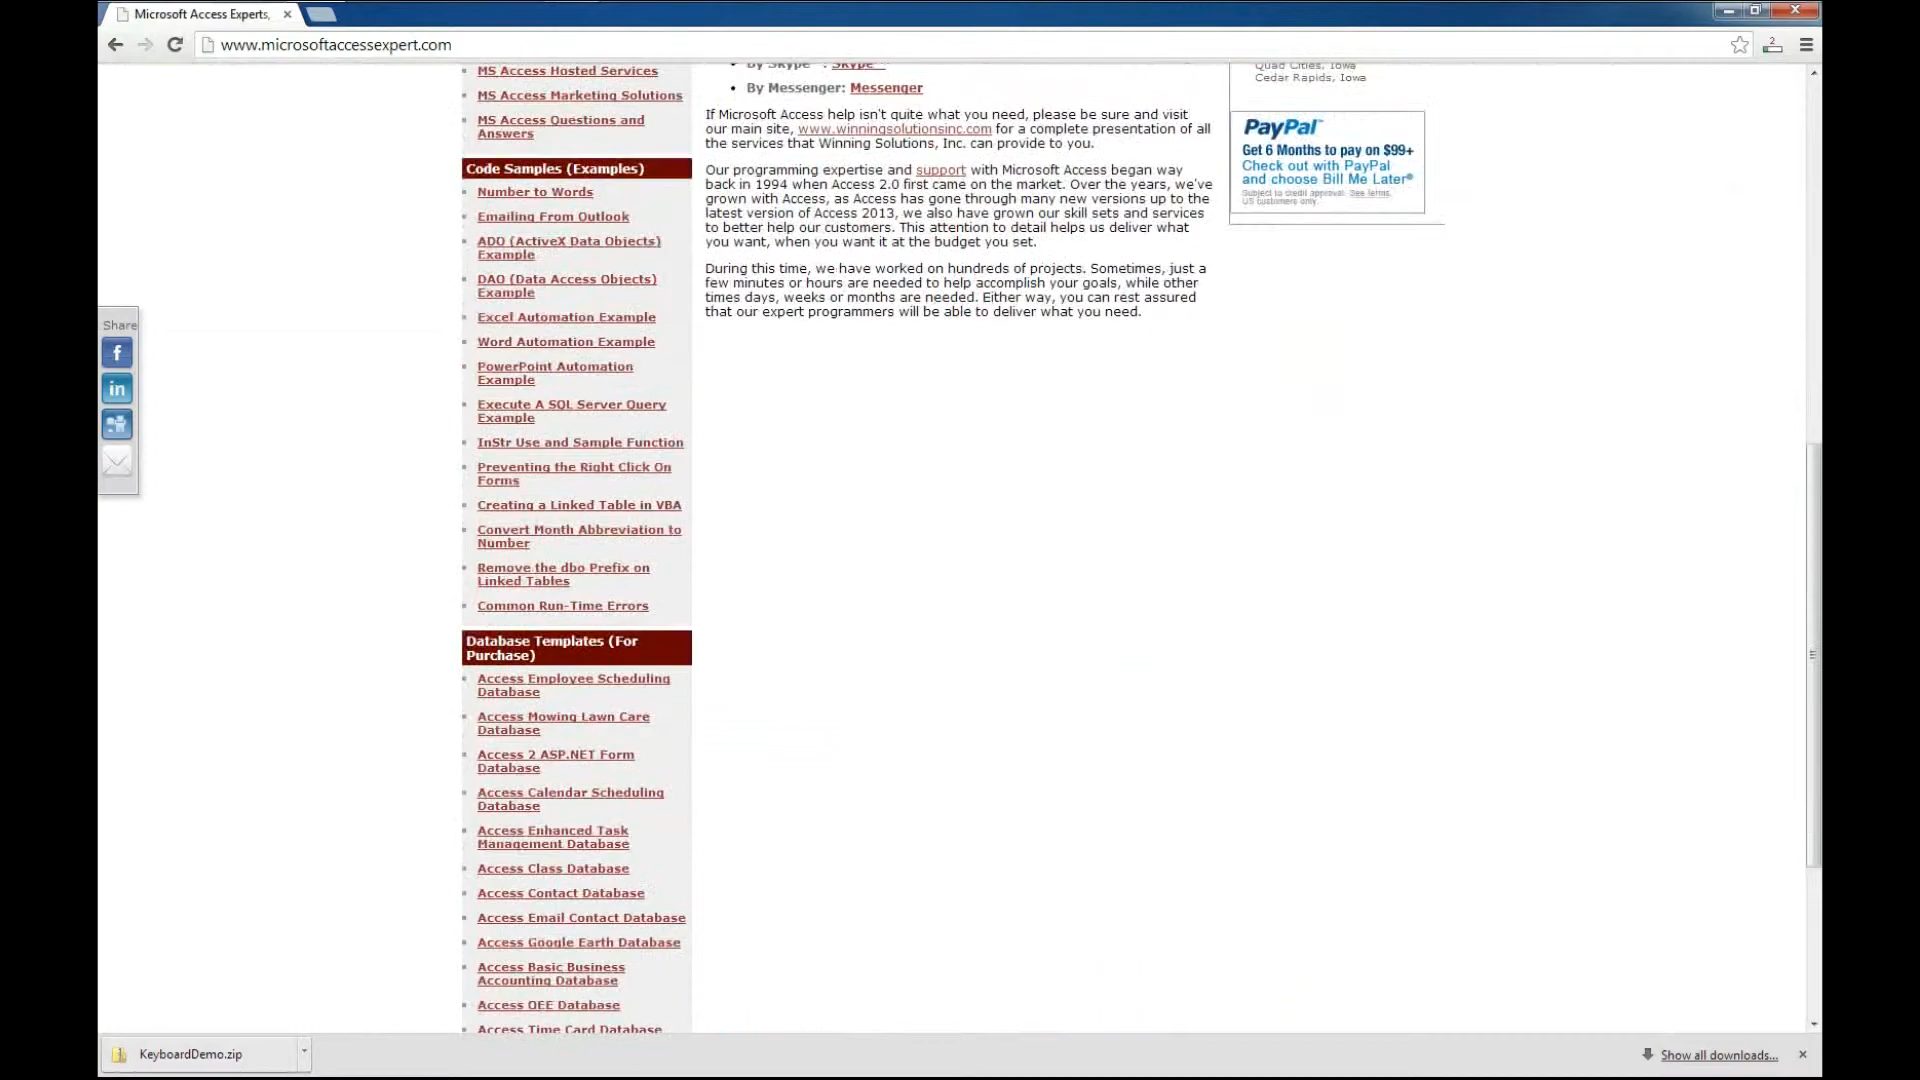 Microsoft Access Experts,
www.microsoftaccessexpert.com
2
MS Access Hosted Services
MS Access Marketing Solutions
MS Access Questions and
Answers
Code Samples (Examples)
Number to Words
Emailing From Outlook
ADO (ActiveX Data Objects)
Example
DAO (Data Access Objects)
Example
Excel Automation Example
Word Automation Example
PowerPoint Automation
Example
Execute A SQL Server Query
Example
InStr Use and Sample Function
Preventing the Right Click On
Forms
Creating a Linked Table in VBA
Convert Month Abbreviation to
Number
Remove the dbo Prefix on
Linked Tables
Common Run-Time Errors
Database Templates (For
Purchase)
Access Employee Scheduling
Database
Access Mowing Lawn Care
Database
Access 2 ASP.NET Form
Database
Access Calendar Scheduling
Database
Access Enhanced Task
Management Database
Access Class Database
Access Contact Database
Access Email Contact Database
Access Google Earth Database
Access Basic Business
Accounting Database
Access OEE Database
Access Time Card Database
By Skype : Skype
By Messenger: Messenger
If Microsoft Access help isn't quite what you need, please be sure and visit
our main site, www.winningsolutionsinc.com for a complete presentation of all
the services that Winning Solutions, Inc. can provide to you.
Our programming expertise and support with Microsoft Access began way
back in 1994 when Access 2.0 first came on the market. Over the years, we've
grown with Access, as Access has gone through many new versions up to the
latest version of Access 2013, we also have grown our skill sets and services
to better help our customers. This attention to detail helps us deliver what
you want, when you want it at the budget you set.
During this time, we have worked on hundreds of projects. Sometimes, just a
few minutes or hours are needed to help accomplish your goals, while other
times days, weeks or months are needed. Either way, you can rest assured
that our expert programmers will be able to deliver what you need.
Quad Cities, Iowa
Cedar Rapids, Iowa
PayPal
Get 6 Months to pay on $99+
Check out with PayPal
and choose Bill Me Later®
Subject to credit approval. See terms.
US customers only.
Share
f
in
KeyboardDemo.zip
Show all downloads...